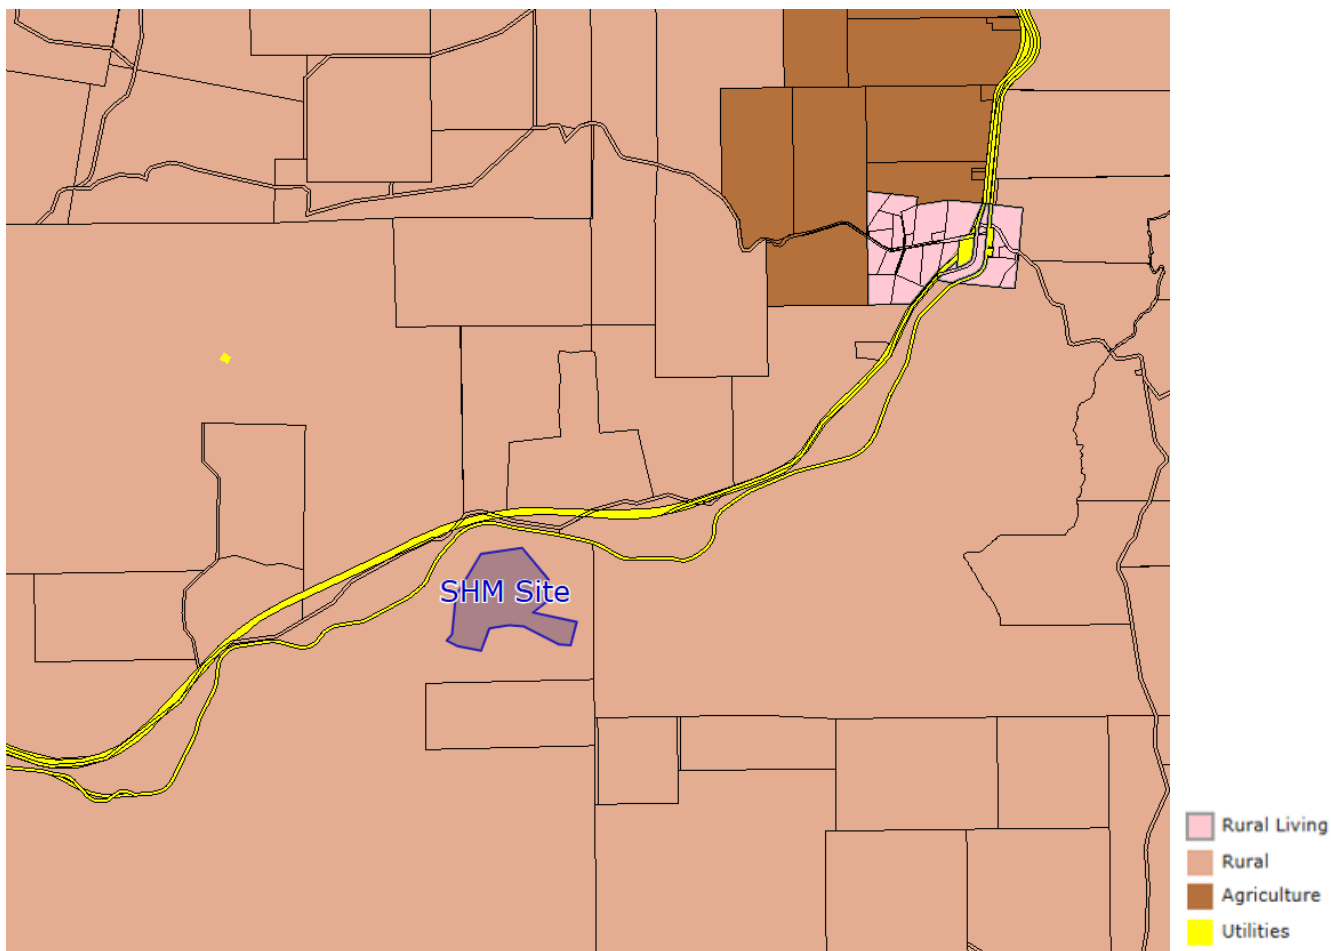 SHM Site
Rural Living
Rural
Agriculture
Utilities